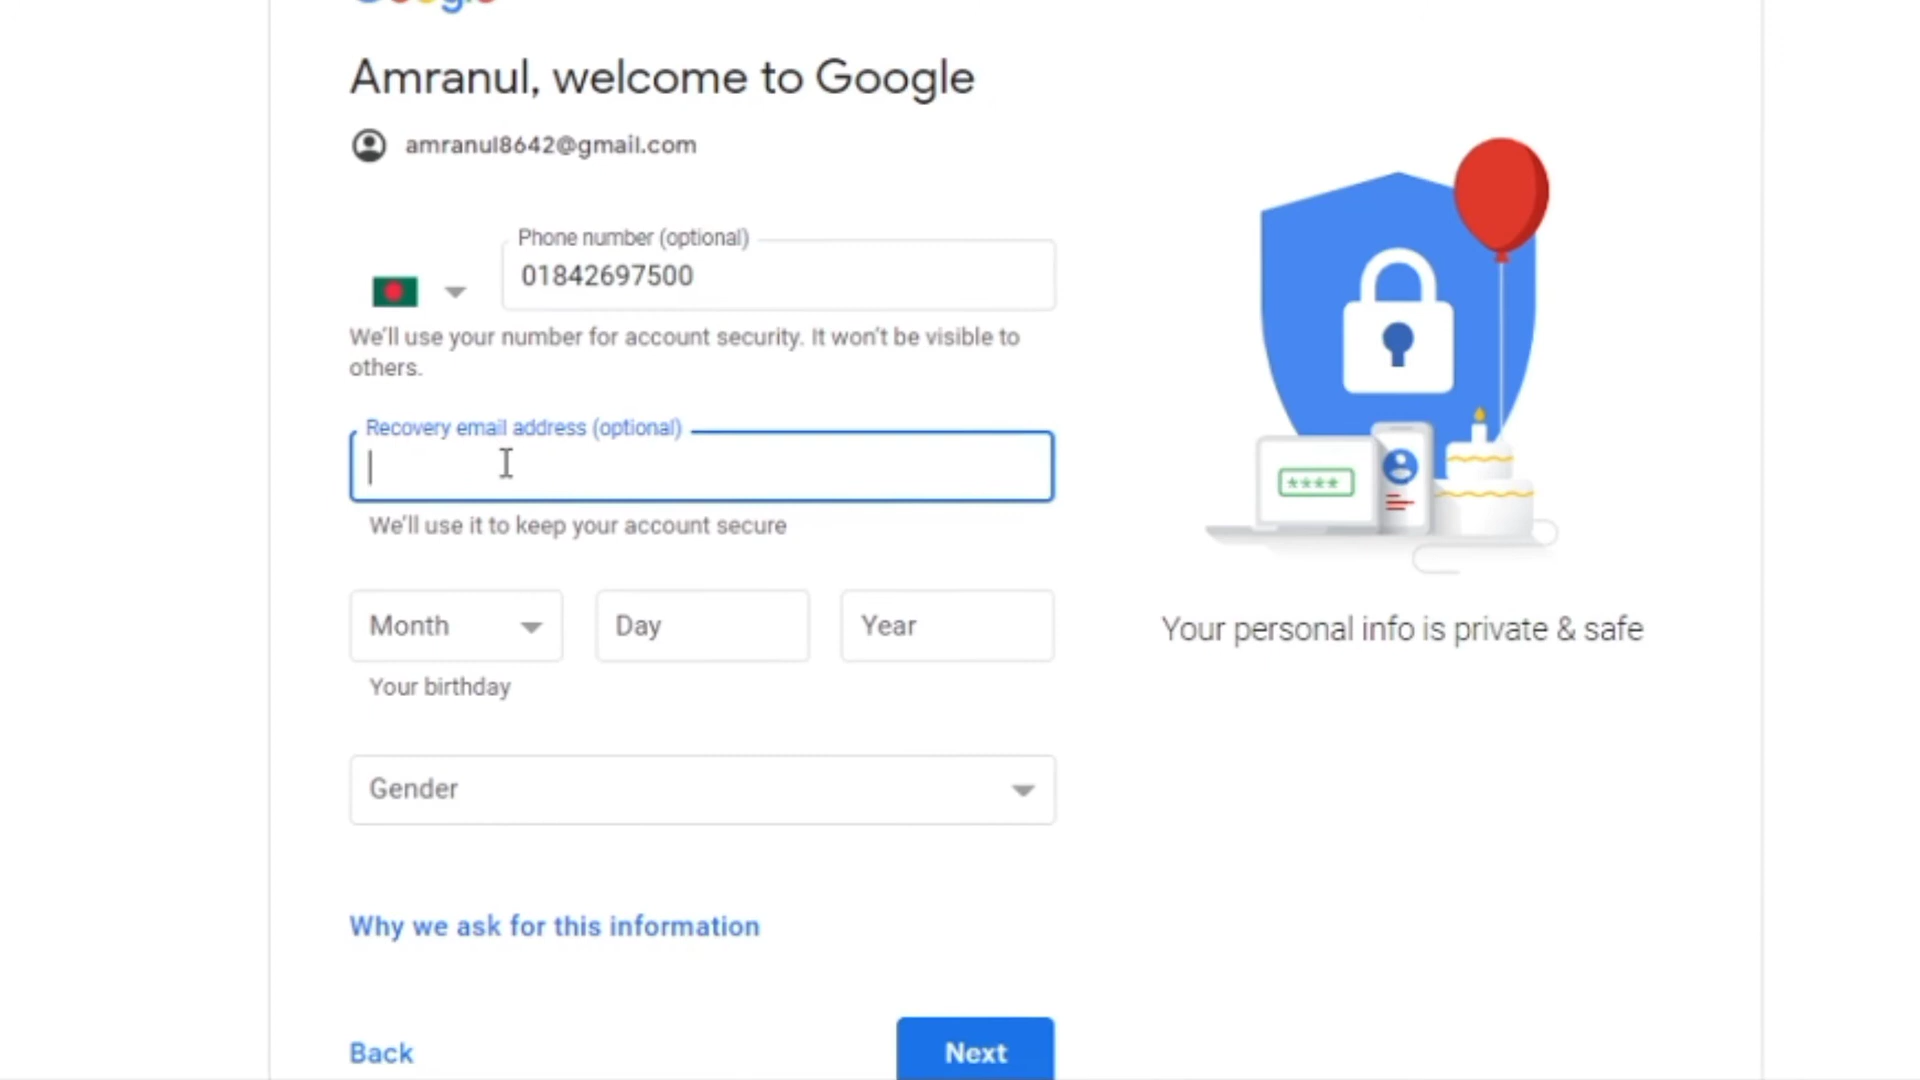 Amranul, welcome to Google
amranul8642@gmail.com
Phone number (optional)
01842697500
We'll use your number for account security. It won't be visible to
others.
Recovery email address (optional)
We'll use it to keep your account secure
Month
Day
Year
Your birthday
Gender
Why we ask for this information
Back
Next
****
Your personal info is private & safe